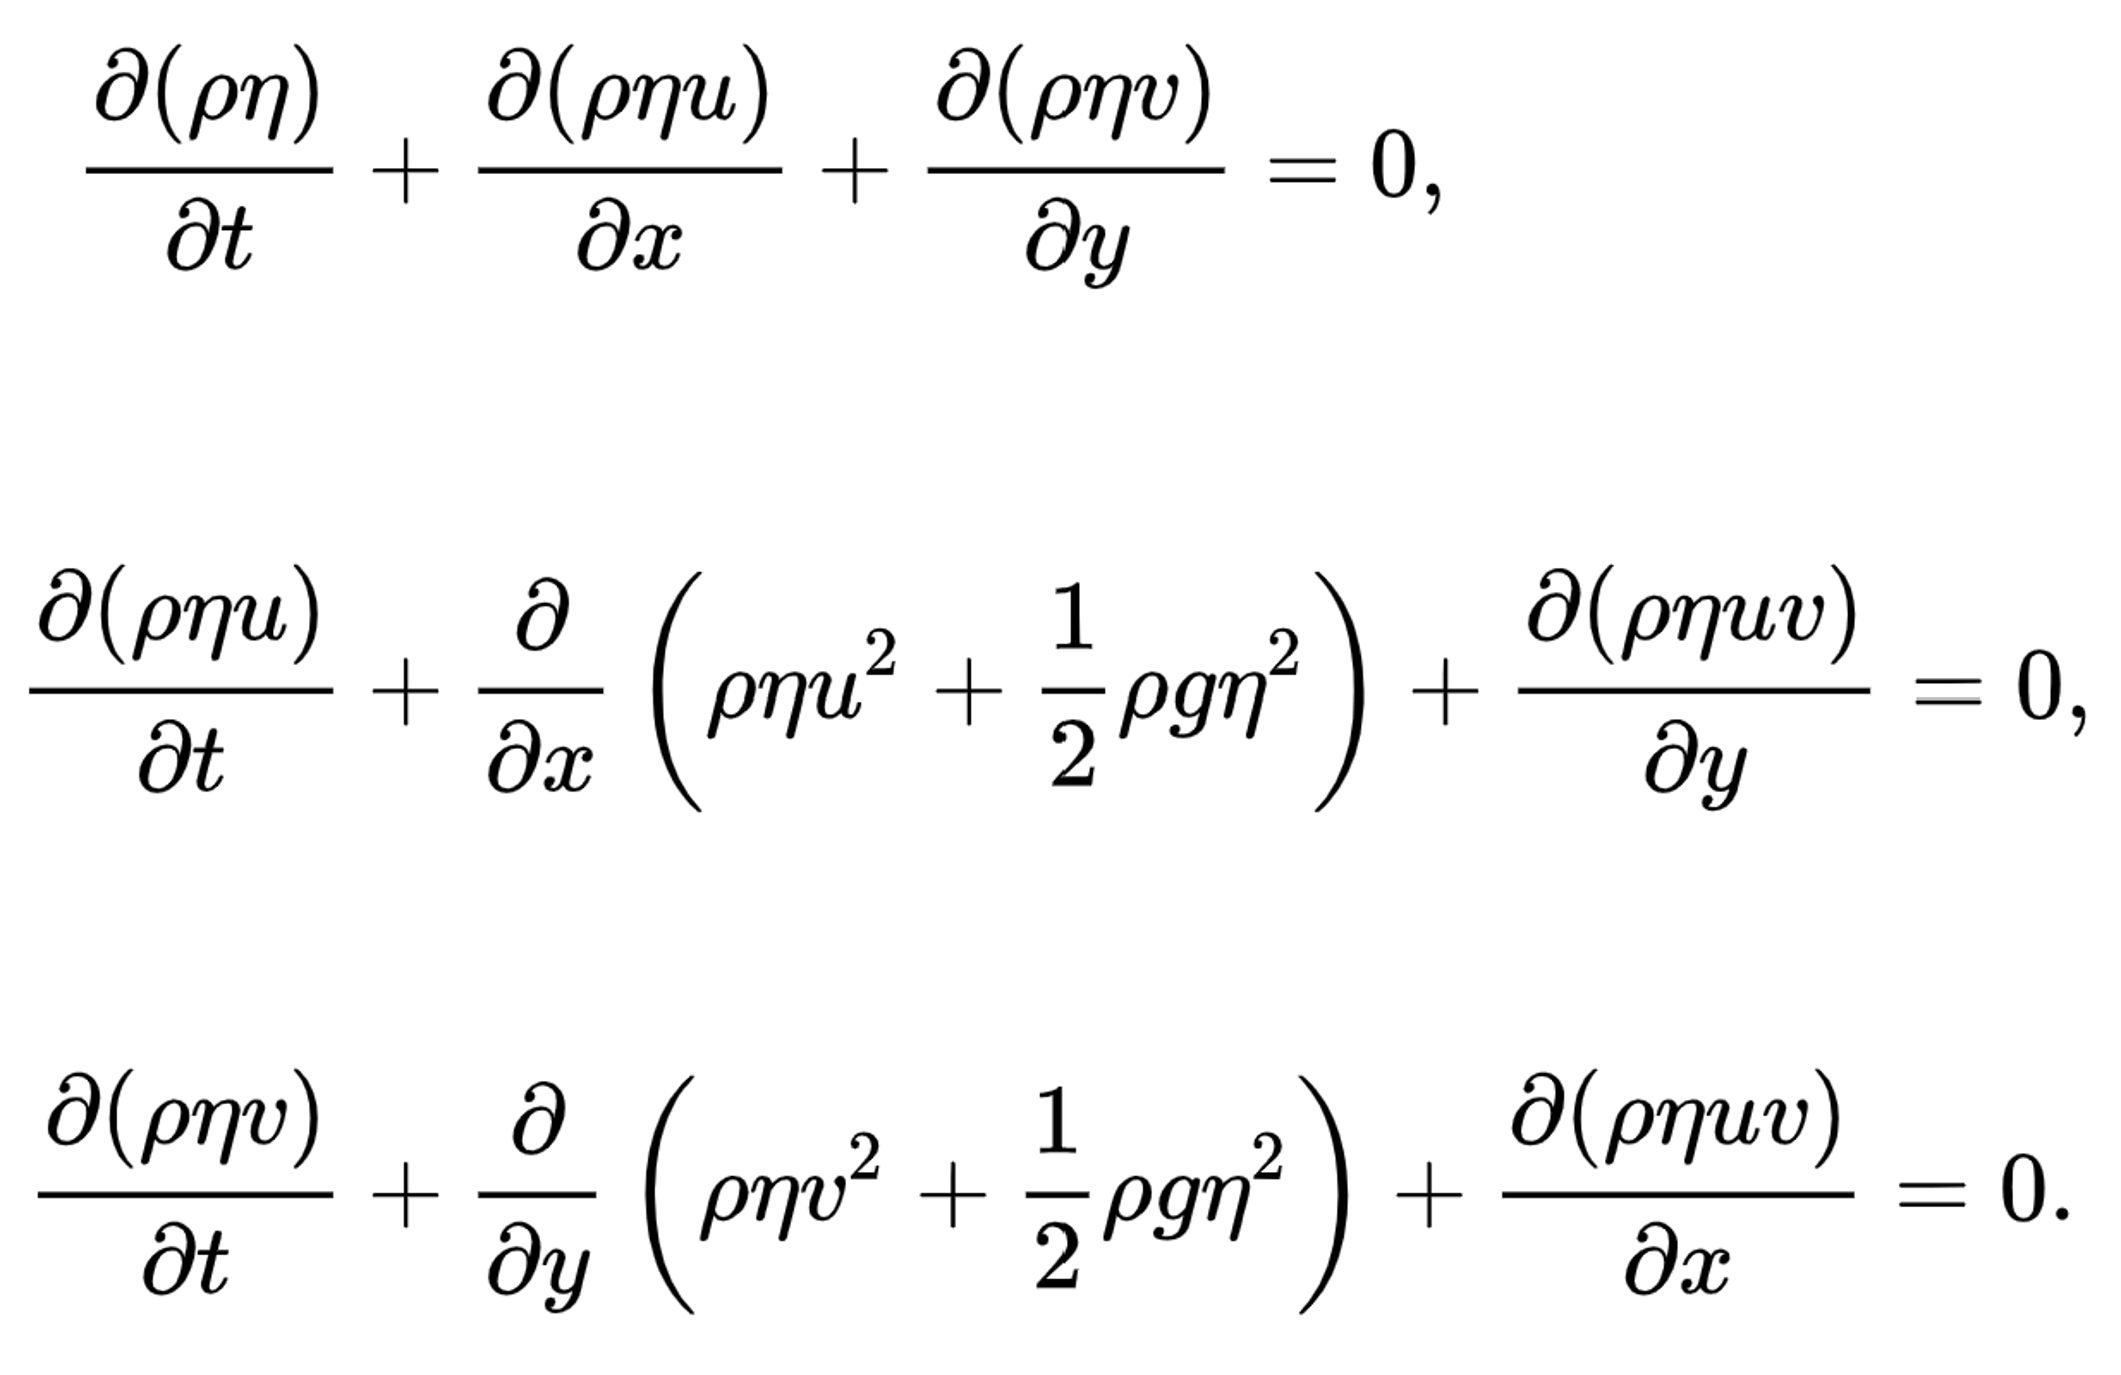 ∂(ρη)/∂t + ∂(ρηu)/∂x + ∂(ρηv)/∂y = 0,
∂(ρηu)/∂t + ∂/∂x (ρηu² + 1/2 ρgη²) + ∂(ρηuv)/∂y = 0,
∂(ρηv)/∂t + ∂/∂y (ρηv² + 1/2 ρgη²) + ∂(ρηuv)/∂x = 0.